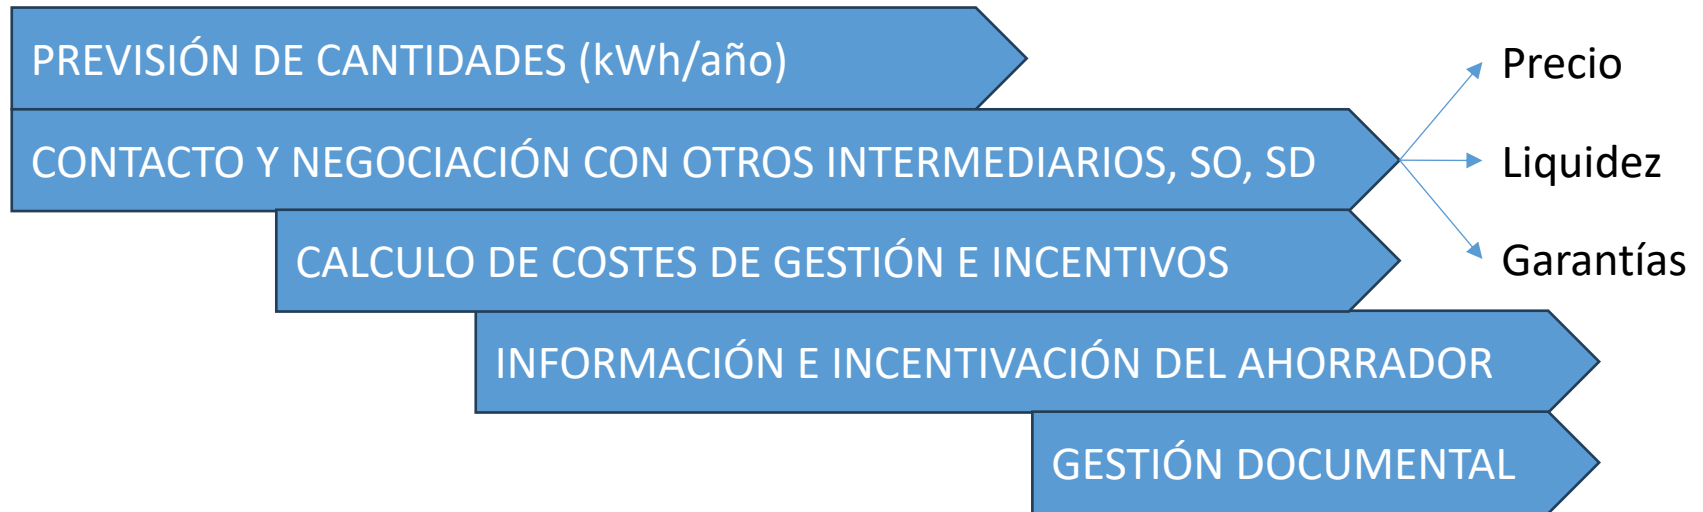 PREVISIÓN DE CANTIDADES (kWh/año)
Precio
CONTACTO Y NEGOCIACIÓN CON OTROS INTERMEDIARIOS, SO, SD
Liquidez
CALCULO DE COSTES DE GESTIÓN E INCENTIVOS
Garantías
INFORMACIÓN E INCENTIVACIÓN DEL AHORRADOR
GESTIÓN DOCUMENTAL